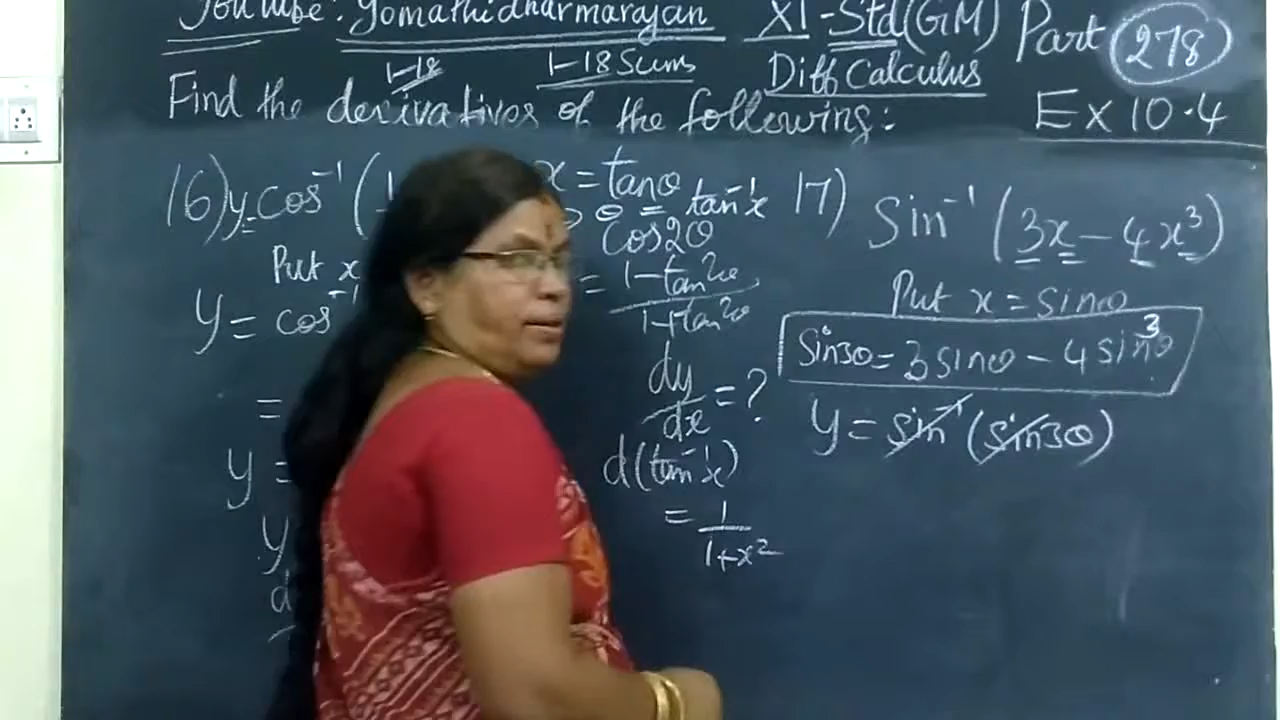 YouTube: Gomathidharmarajan XI-Std(GM) Part 278
1-18 1-18 Sums Diff Calculus
Find the derivatives of the following: Ex 10.4
16) y=cos⁻¹(1
x = tanθ
θ = tan⁻¹x
Put x
cos2θ
= 1-tan²θ
1+tan²θ
y = cos⁻¹
=
dy/dx = ?
y =
d(tan⁻¹x)
y
= 1/1+x²
d
17) Sin⁻¹(3x - 4x³)
Put x = sinθ
Sin3θ = 3sinθ - 4sin³θ
y = sin⁻¹(sin3θ)